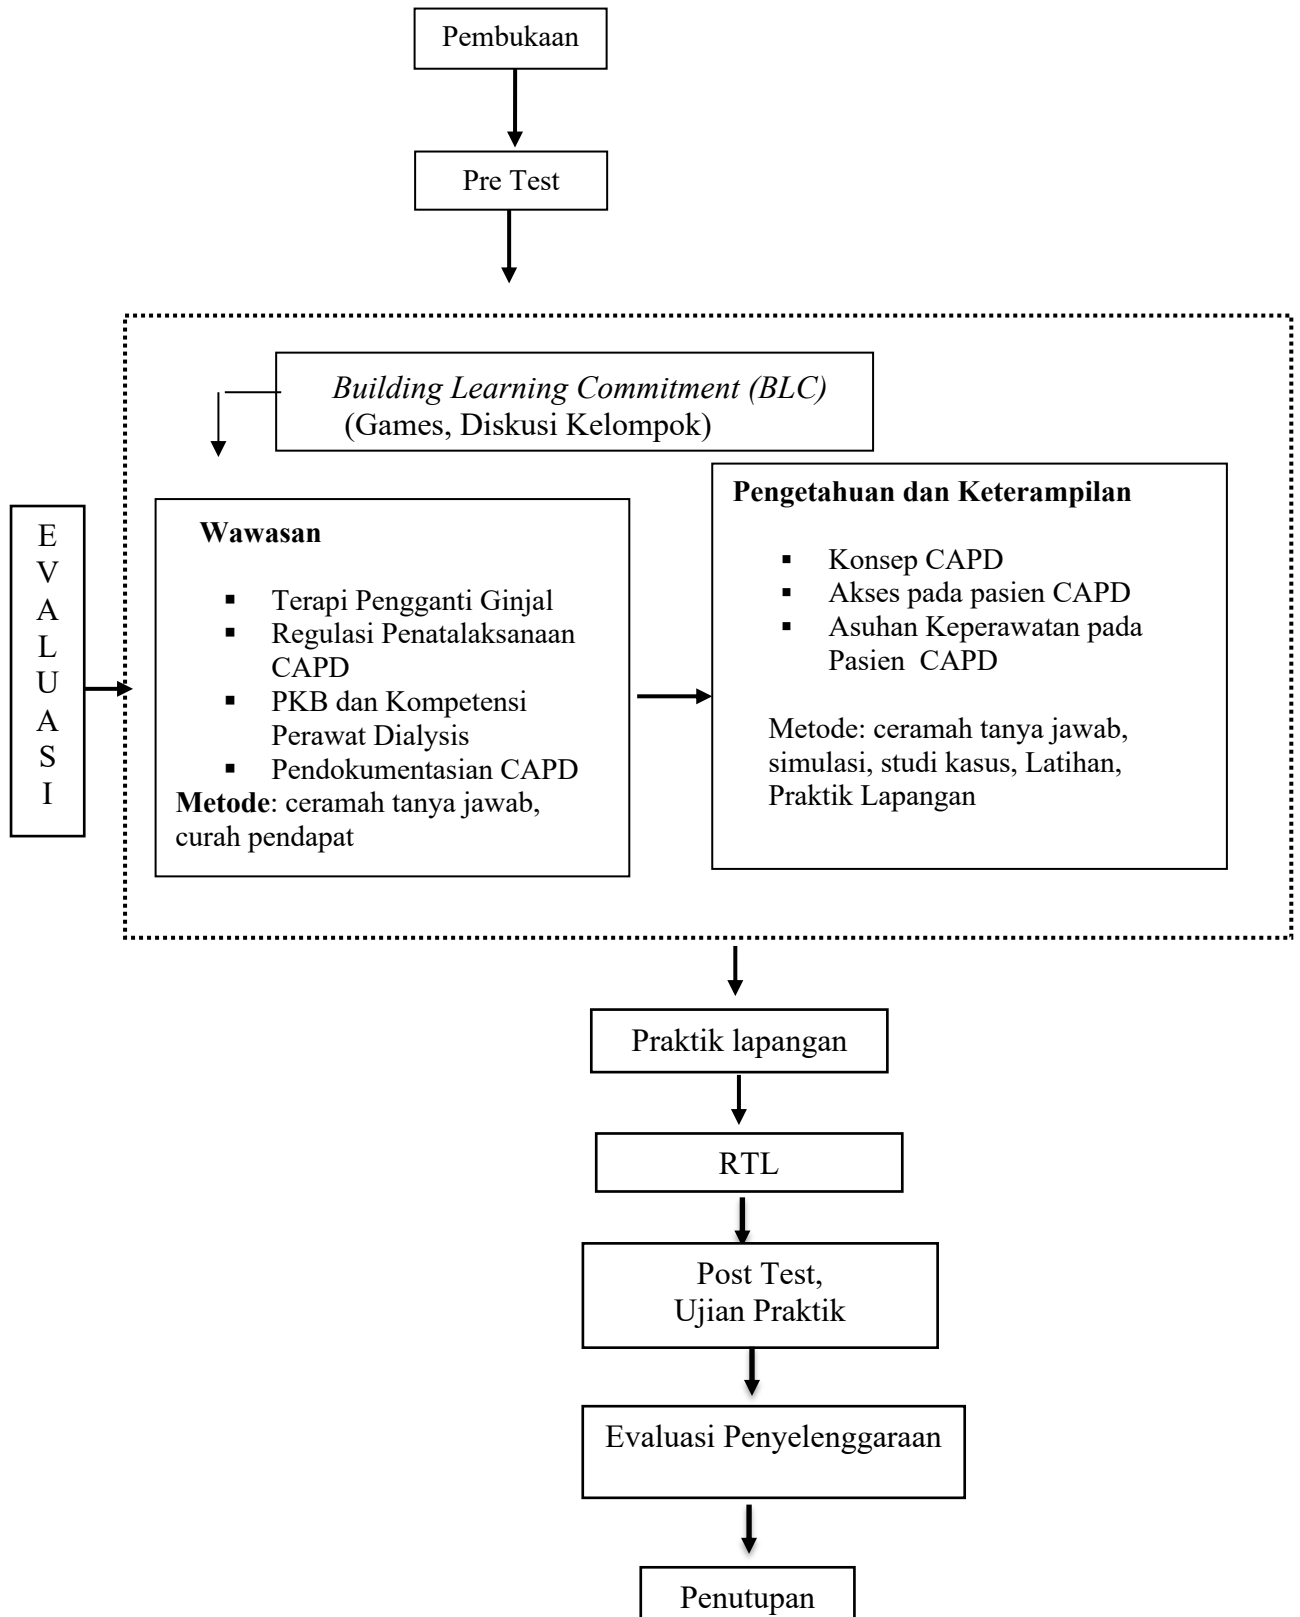 Pembukaan
Pre Test
Building Learning Commitment (BLC)
(Games, Diskusi Kelompok)
E
V
A
L
U
A
S
I
Wawasan
▪ Terapi Pengganti Ginjal
▪ Regulasi Penatalaksanaan
CAPD
▪ PKB dan Kompetensi
Perawat Dialysis
▪ Pendokumentasian CAPD
Metode: ceramah tanya jawab,
curah pendapat
Pengetahuan dan Keterampilan
▪ Konsep CAPD
▪ Akses pada pasien CAPD
▪ Asuhan Keperawatan pada
Pasien CAPD
Metode: ceramah tanya jawab,
simulasi, studi kasus, Latihan,
Praktik Lapangan
Praktik lapangan
RTL
Post Test,
Ujian Praktik
Evaluasi Penyelenggaraan
Penutupan